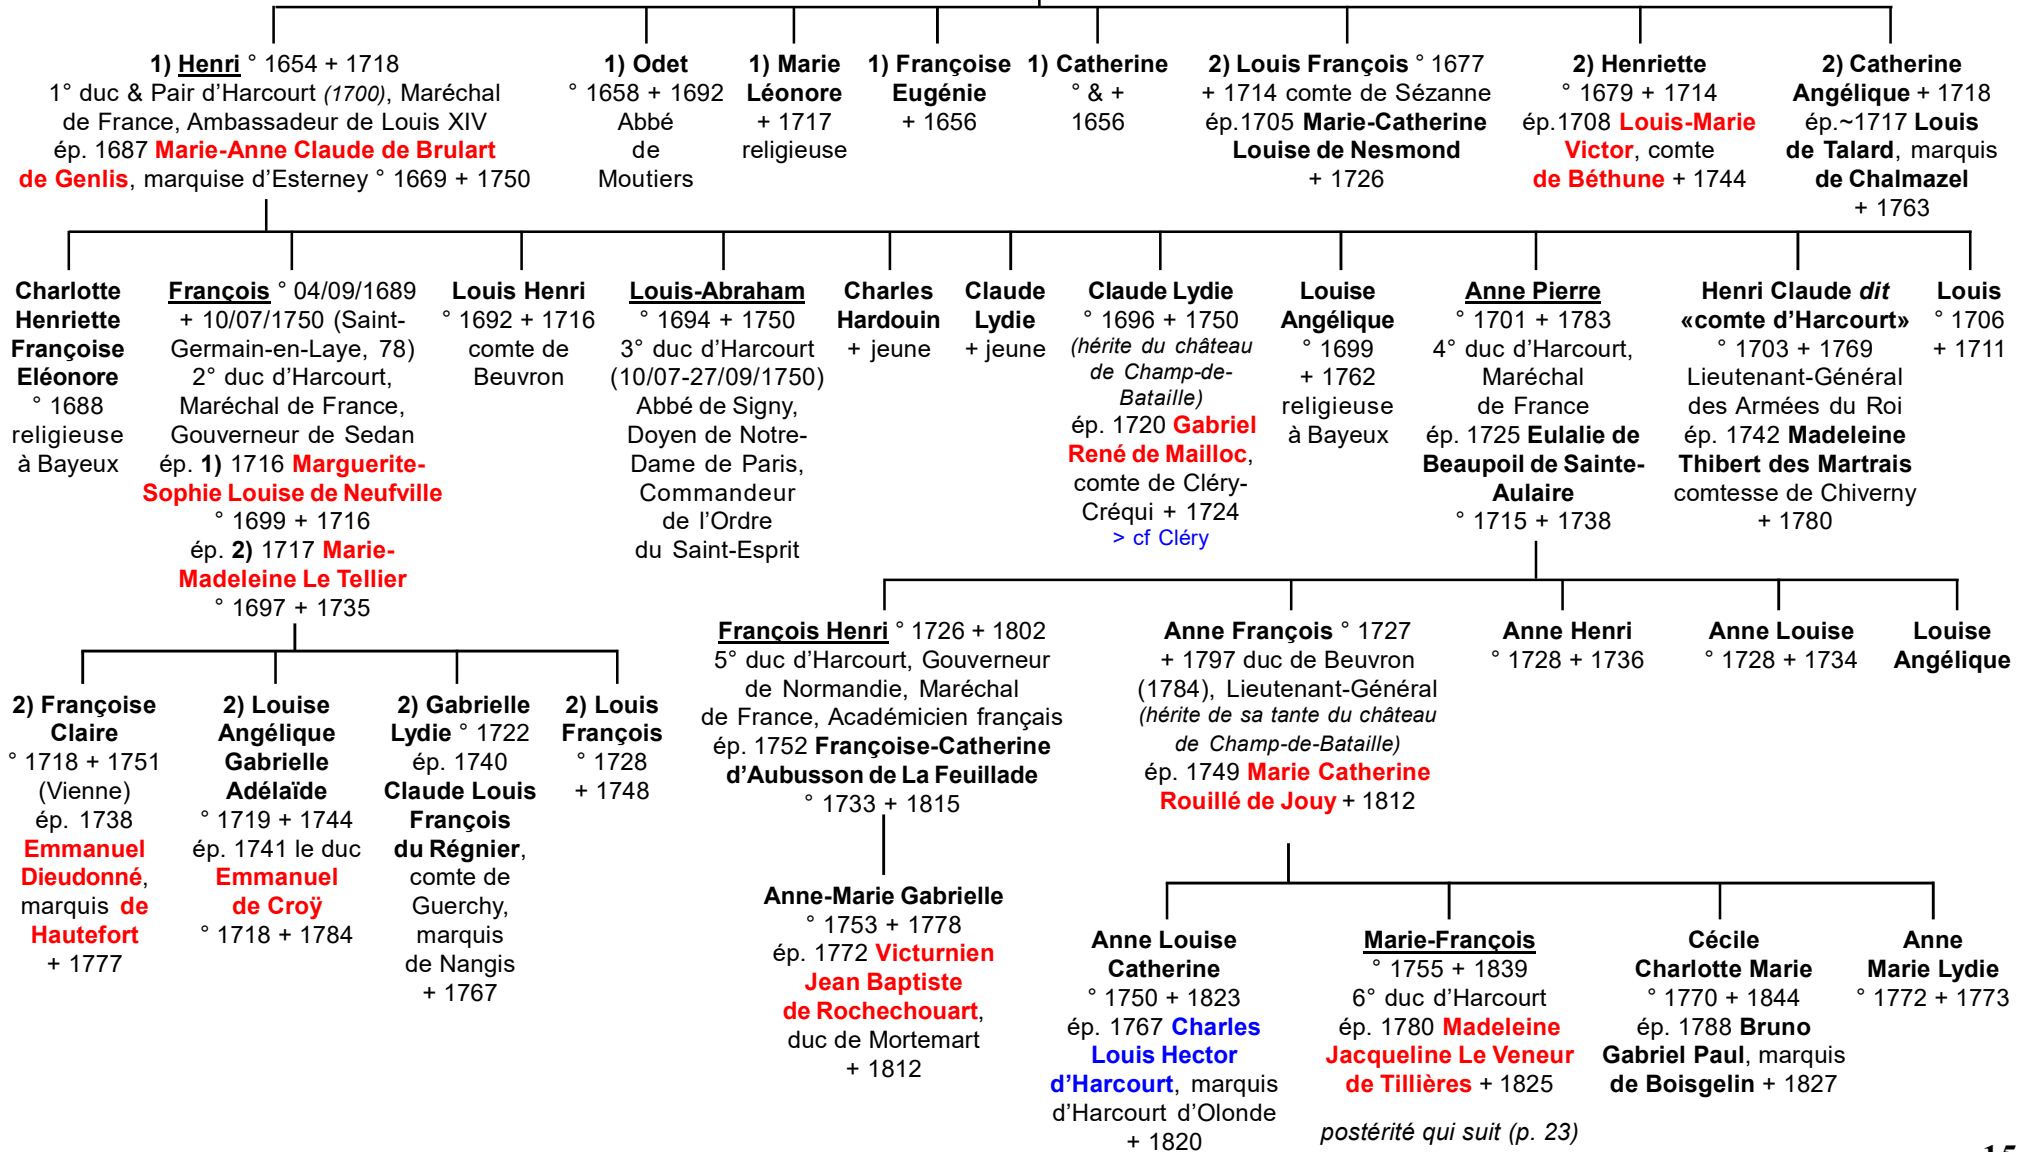 1) Henri ° 1654 + 1718
1° duc & Pair d'Harcourt (1700), Maréchal
de France, Ambassadeur de Louis XIV
ép. 1687 Marie-Anne Claude de Brulart
de Genlis, marquise d'Esterney ° 1669 + 1750
1) Odet
° 1658 + 1692
Abbé
de
Moutiers
1) Marie
Léonore
+ 1717
religieuse
1) Françoise
Eugénie
+ 1656
1) Catherine
° & +
1656
2) Louis François ° 1677
+ 1714 comte de Sézanne
ép.1705 Marie-Catherine
Louise de Nesmond
+ 1726
2) Henriette
° 1679 + 1714
ép.1708 Louis-Marie
Victor, comte
de Béthune + 1744
2) Catherine
Angélique + 1718
ép.~1717 Louis
de Talard, marquis
de Chalmazel
+ 1763
Charlotte
Henriette
Françoise
Eléonore
° 1688
religieuse
à Bayeux
François ° 04/09/1689
+ 10/07/1750 (Saint-
Germain-en-Laye, 78)
2° duc d'Harcourt,
Maréchal de France,
Gouverneur de Sedan
ép. 1) 1716 Marguerite-
Sophie Louise de Neufville
° 1699 + 1716
ép. 2) 1717 Marie-
Madeleine Le Tellier
° 1697 + 1735
Louis Henri
° 1692 + 1716
comte de
Beuvron
Louis-Abraham
° 1694 + 1750
3° duc d'Harcourt
(10/07-27/09/1750)
Abbé de Signy,
Doyen de Notre-
Dame de Paris,
Commandeur
de l'Ordre
du Saint-Esprit
Charles
Hardouin
+ jeune
Claude
Lydie
+ jeune
Claude Lydie
° 1696 + 1750
(hérite du château
de Champ-de-
Bataille)
ép. 1720 Gabriel
René de Mailloc,
comte de Cléry-
Créqui + 1724
> cf Cléry
Louise
Angélique
° 1699
+ 1762
religieuse
à Bayeux
Anne Pierre
° 1701 + 1783
4° duc d'Harcourt,
Maréchal
de France
ép. 1725 Eulalie de
Beaupoil de Sainte-
Aulaire
° 1715 + 1738
Henri Claude dit
«comte d'Harcourt»
° 1703 + 1769
Lieutenant-Général
des Armées du Roi
ép. 1742 Madeleine
Thibert des Martrais
comtesse de Chiverny
+ 1780
Louis
° 1706
+ 1711
2) Françoise
Claire
° 1718 + 1751
(Vienne)
ép. 1738
Emmanuel
Dieudonné,
marquis de
Hautefort
+ 1777
2) Louise
Angélique
Gabrielle
Adélaïde
° 1719 + 1744
ép. 1741 le duc
Emmanuel
de Croÿ
° 1718 + 1784
2) Gabrielle
Lydie ° 1722
ép. 1740
Claude Louis
François
du Régnier,
comte de
Guerchy,
marquis
de Nangis
+ 1767
2) Louis
François
° 1728
+ 1748
François Henri ° 1726 + 1802
5° duc d'Harcourt, Gouverneur
de Normandie, Maréchal
de France, Académicien français
ép. 1752 Françoise-Catherine
d'Aubusson de La Feuillade
° 1733 + 1815
Anne François ° 1727
+ 1797 duc de Beuvron
(1784), Lieutenant-Général
(hérite de sa tante du château
de Champ-de-Bataille)
ép. 1749 Marie Catherine
Rouillé de Jouy + 1812
Anne Henri
° 1728 + 1736
Anne Louise
° 1728 + 1734
Louise
Angélique
Anne-Marie Gabrielle
° 1753 + 1778
ép. 1772 Victurnien
Jean Baptiste
de Rochechouart,
duc de Mortemart
+ 1812
Anne Louise
Catherine
° 1750 + 1823
ép. 1767 Charles
Louis Hector
d'Harcourt, marquis
d'Harcourt d'Olonde
+ 1820
Marie-François
° 1755 + 1839
6° duc d'Harcourt
ép. 1780 Madeleine
Jacqueline Le Veneur
de Tillières + 1825
postérité qui suit (p. 23)
Cécile
Charlotte Marie
° 1770 + 1844
ép. 1788 Bruno
Gabriel Paul, marquis
de Boisgelin + 1827
Anne
Marie Lydie
° 1772 + 1773